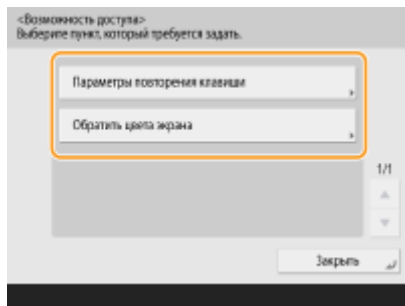 <Возможность доступа>
Выберите пункт, который требуется задать.
Параметры повторения клавиши
Обратить цвета экрана
1/1
Закрыть